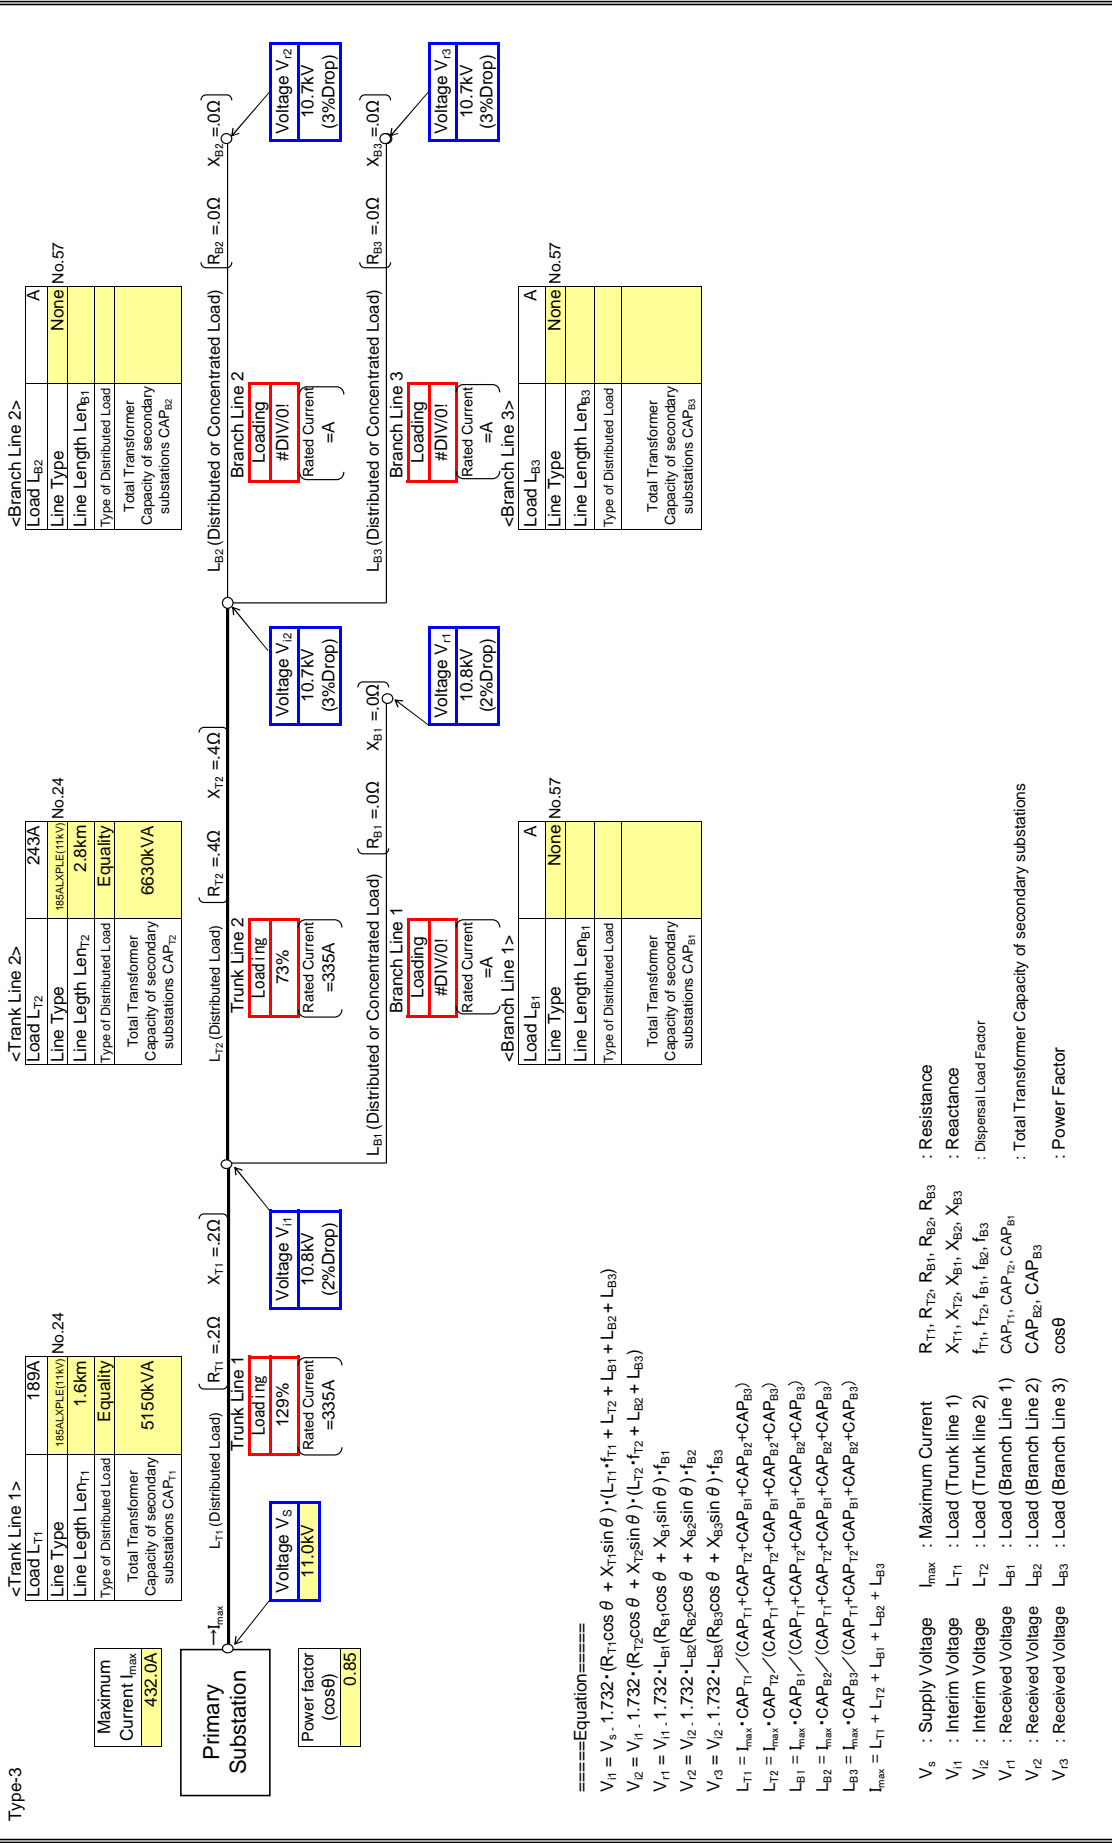 Type-3
Maximum
Current Imax
432.0A
Primary
Substation
Power factor
(cosθ)
0.85
→Imax
Voltage VS
11.0kV
<Trank Line 1>
Load LT1 189A
Line Type 185ALXPLE(11kV) No.24
Line Legth LenT1 1.6km
Type of Distributed Load Equality
Total Transformer
Capacity of secondary
substations CAPT1
5150kVA
LT1 (Distributed Load)
RT1 =.2Ω XT1 =.2Ω
Trunk Line 1
Loading
129%
Rated Current
=335A
Voltage Vi1
10.8kV
(2%Drop)
<Trank Line 2>
Load LT2 243A
Line Type 185ALXPLE(11kV) No.24
Line Legth LenT2 2.8km
Type of Distributed Load Equality
Total Transformer
Capacity of secondary
substations CAPT2
6630kVA
LT2 (Distributed Load)
RT2 =.4Ω XT2 =.4Ω
Trunk Line 2
Loading
73%
Rated Current
=335A
Voltage Vi2
10.7kV
(3%Drop)
LB1 (Distributed or Concentrated Load)
RB1 =.0Ω XB1 =.0Ω
Branch Line 1
Loading
#DIV/0!
Rated Current
=A
Voltage Vr1
10.8kV
(2%Drop)
<Branch Line 1>
Load LB1 A
Line Type None No.57
Line Length LenB1
Type of Distributed Load
Total Transformer
Capacity of secondary
substations CAPB1
<Branch Line 2>
Load LB2 A
Line Type None No.57
Line Length LenB1
Type of Distributed Load
Total Transformer
Capacity of secondary
substations CAPB2
LB2 (Distributed or Concentrated Load)
RB2 =.0Ω XB2 =.0Ω
Branch Line 2
Loading
#DIV/0!
Rated Current
=A
Voltage Vr2
10.7kV
(3%Drop)
LB3 (Distributed or Concentrated Load)
RB3 =.0Ω XB3 =.0Ω
Branch Line 3
Loading
#DIV/0!
Rated Current
=A
Voltage Vr3
10.7kV
(3%Drop)
<Branch Line 3>
Load LB3 A
Line Type None No.57
Line Length LenB3
Type of Distributed Load
Total Transformer
Capacity of secondary
substations CAPB3
=====Equation=====
Vi1 = Vs - 1.732・(RT1cos θ + XT1sin θ)・(LT1・fT1 + LT2 + LB1 + LB2 + LB3)
Vi2 = Vi1 - 1.732・(RT2cos θ + XT2sin θ)・(LT2・fT2 + LB2 + LB3)
Vr1 = Vi1 - 1.732・LB1(RB1cos θ + XB1sin θ)・fB1
Vr2 = Vi2 - 1.732・LB2(RB2cos θ + XB2sin θ)・fB2
Vr3 = Vi2 - 1.732・LB3(RB3cos θ + XB3sin θ)・fB3
LT1 = Imax・CAPT1／(CAPT1+CAPT2+CAPB1+CAPB2+CAPB3)
LT2 = Imax・CAPT2／(CAPT1+CAPT2+CAPB1+CAPB2+CAPB3)
LB1 = Imax・CAPB1／(CAPT1+CAPT2+CAPB1+CAPB2+CAPB3)
LB2 = Imax・CAPB2／(CAPT1+CAPT2+CAPB1+CAPB2+CAPB3)
LB3 = Imax・CAPB3／(CAPT1+CAPT2+CAPB1+CAPB2+CAPB3)
Imax = LT1 + LT2 + LB1 + LB2 + LB3
Vs : Supply Voltage Imax : Maximum Current RT1, RT2, RB1, RB2, RB3 : Resistance
Vi1 : Interim Voltage LT1 : Load (Trunk line 1) XT1, XT2, XB1, XB2, XB3 : Reactance
Vi2 : Interim Voltage LT2 : Load (Trunk line 2) fT1, fT2, fB1, fB2, fB3 : Dispersal Load Factor
Vr1 : Received Voltage LB1 : Load (Branch Line 1) CAPT1, CAPT2, CAPB1 : Total Transformer Capacity of secondary substations
Vr2 : Received Voltage LB2 : Load (Branch Line 2) CAPB2, CAPB3
Vr3 : Received Voltage LB3 : Load (Branch Line 3) cosθ : Power Factor